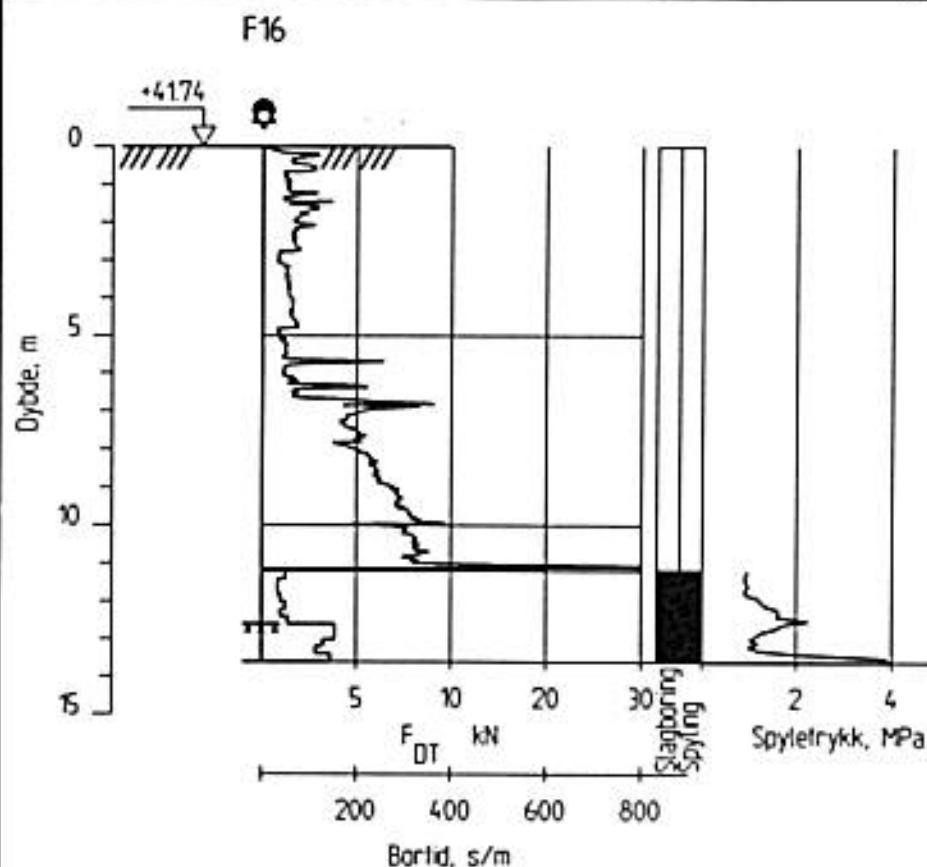 F16
+41.74
0
5
10
15
Dybde, m
5 10 20 30
F DT kN
200 400 600 800
Bortid, s/m
Slagboring
Spyling
2 4
Spyletrykk, MPa